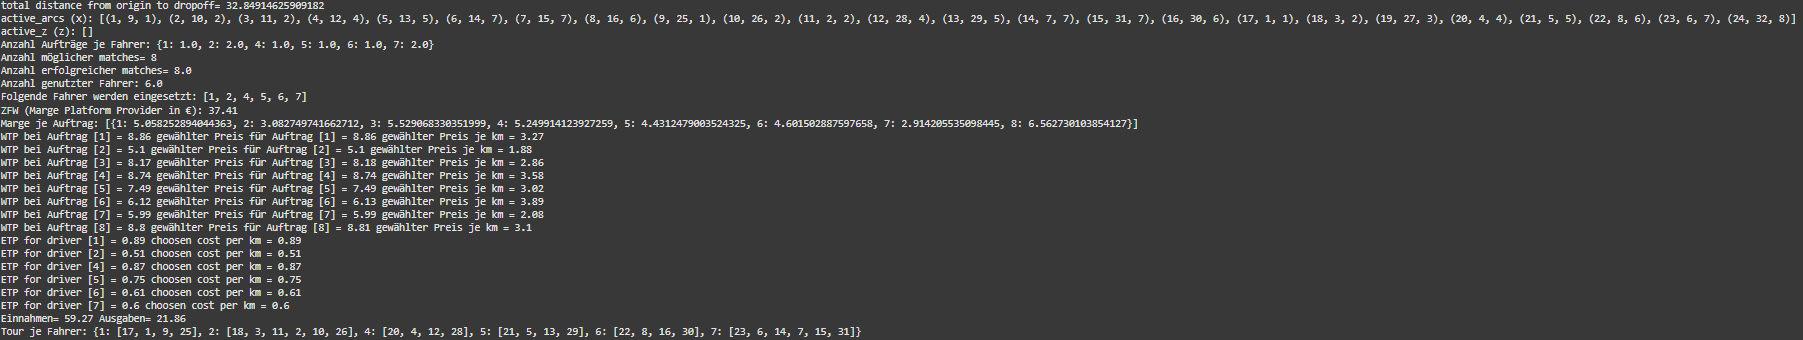 total distance from origin to dropoff= 32.84914625909182
active_arcs (x): [(1, 9, 1), (2, 10, 2), (3, 11, 2), (4, 12, 4), (5, 13, 5), (6, 14, 7), (7, 15, 7), (8, 16, 6), (9, 25, 1), (10, 26, 2), (11, 2, 2), (12, 28, 4), (13, 29, 5), (14, 7, 7), (15, 31, 7), (16, 30, 6), (17, 1, 1), (18, 3, 2), (19, 27, 3), (20, 4, 4), (21, 5, 5), (22, 8, 6), (23, 6, 7), (24, 32, 8)]
active_z (z): []
Anzahl Aufträge je Fahrer: {1: 1.0, 2: 2.0, 4: 1.0, 5: 1.0, 6: 1.0, 7: 2.0}
Anzahl möglicher matches= 8
Anzahl erfolgreicher matches= 8.0
Anzahl genutzter Fahrer: 6.0
Folgende Fahrer werden eingesetzt: [1, 2, 4, 5, 6, 7]
ZFW (Marge Platform Provider in €): 37.41
Marge je Auftrag: [{1: 5.058252894044363, 2: 3.082749741662712, 3: 5.529068330351999, 4: 5.249914123927259, 5: 4.4312479003524325, 6: 4.601502887597658, 7: 2.914205535098445, 8: 6.562730103854127}]
WTP bei Auftrag [1] = 8.86 gewählter Preis für Auftrag [1] = 8.86 gewählter Preis je km = 3.27
WTP bei Auftrag [2] = 5.1 gewählter Preis für Auftrag [2] = 5.1 gewählter Preis je km = 1.88
WTP bei Auftrag [3] = 8.17 gewählter Preis für Auftrag [3] = 8.18 gewählter Preis je km = 2.86
WTP bei Auftrag [4] = 8.74 gewählter Preis für Auftrag [4] = 8.74 gewählter Preis je km = 3.58
WTP bei Auftrag [5] = 7.49 gewählter Preis für Auftrag [5] = 7.49 gewählter Preis je km = 3.02
WTP bei Auftrag [6] = 6.12 gewählter Preis für Auftrag [6] = 6.13 gewählter Preis je km = 3.89
WTP bei Auftrag [7] = 5.99 gewählter Preis für Auftrag [7] = 5.99 gewählter Preis je km = 2.08
WTP bei Auftrag [8] = 8.8 gewählter Preis für Auftrag [8] = 8.81 gewählter Preis je km = 3.1
ETP for driver [1] = 0.89 choosen cost per km = 0.89
ETP for driver [2] = 0.51 choosen cost per km = 0.51
ETP for driver [4] = 0.87 choosen cost per km = 0.87
ETP for driver [5] = 0.75 choosen cost per km = 0.75
ETP for driver [6] = 0.61 choosen cost per km = 0.61
ETP for driver [7] = 0.6 choosen cost per km = 0.6
Einnahmen= 59.27 Ausgaben= 21.86
Tour je Fahrer: {1: [17, 1, 9, 25], 2: [18, 3, 11, 2, 10, 26], 4: [20, 4, 12, 28], 5: [21, 5, 13, 29], 6: [22, 8, 16, 30], 7: [23, 6, 14, 7, 15, 31]}